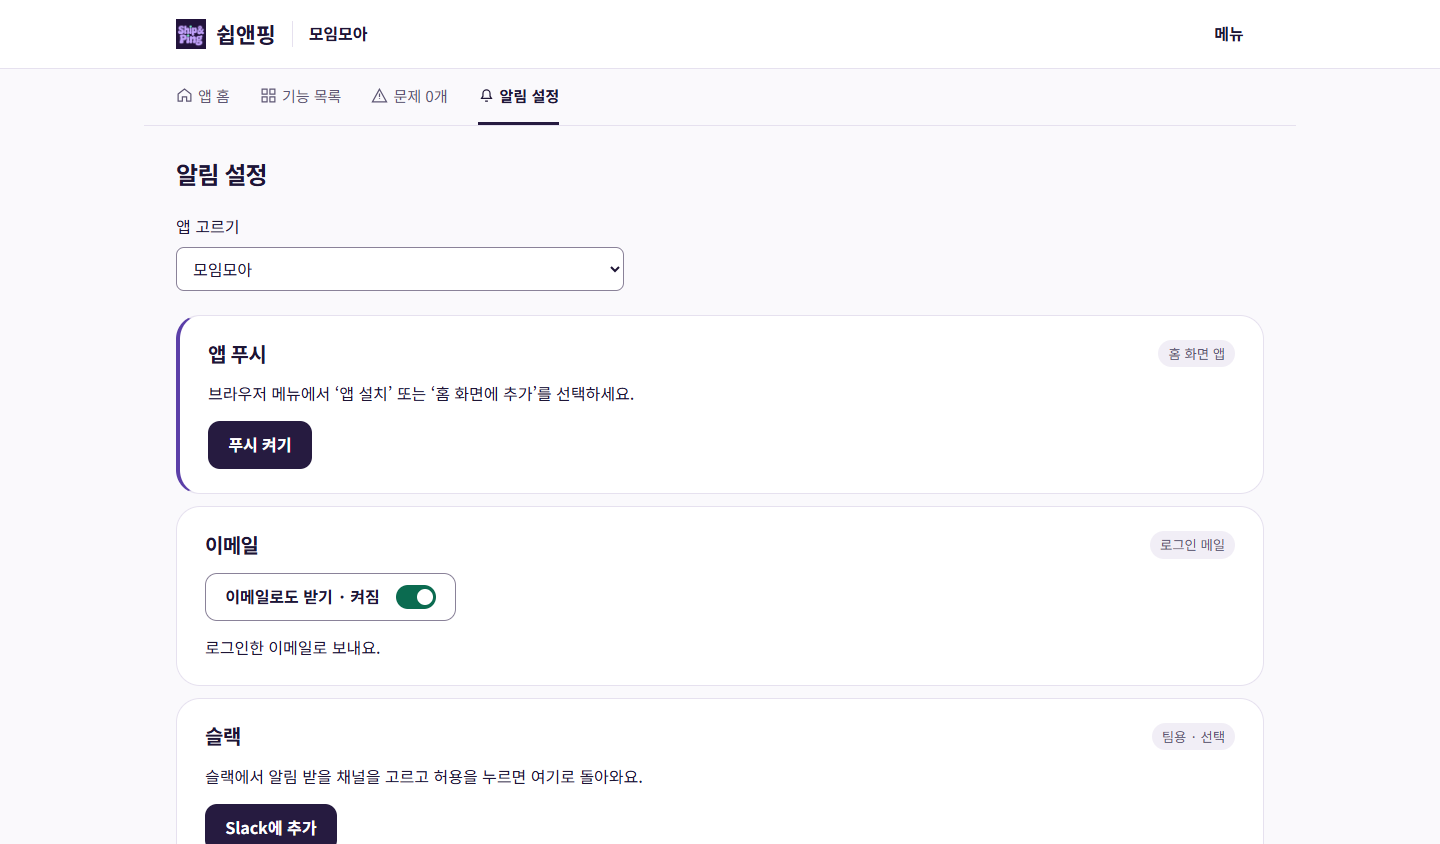 Ship&
Ping
쉽앤핑
모임모아
메뉴
앱 홈
기능 목록
문제 0개
알림 설정
알림 설정
앱 고르기
모임모아
앱 푸시
홈 화면 앱
브라우저 메뉴에서 ‘앱 설치’ 또는 ‘홈 화면에 추가’를 선택하세요.
푸시 켜기
이메일
로그인 메일
이메일로도 받기 · 켜짐
로그인한 이메일로 보내요.
슬랙
팀용 · 선택
슬랙에서 알림 받을 채널을 고르고 허용을 누르면 여기로 돌아와요.
Slack에 추가